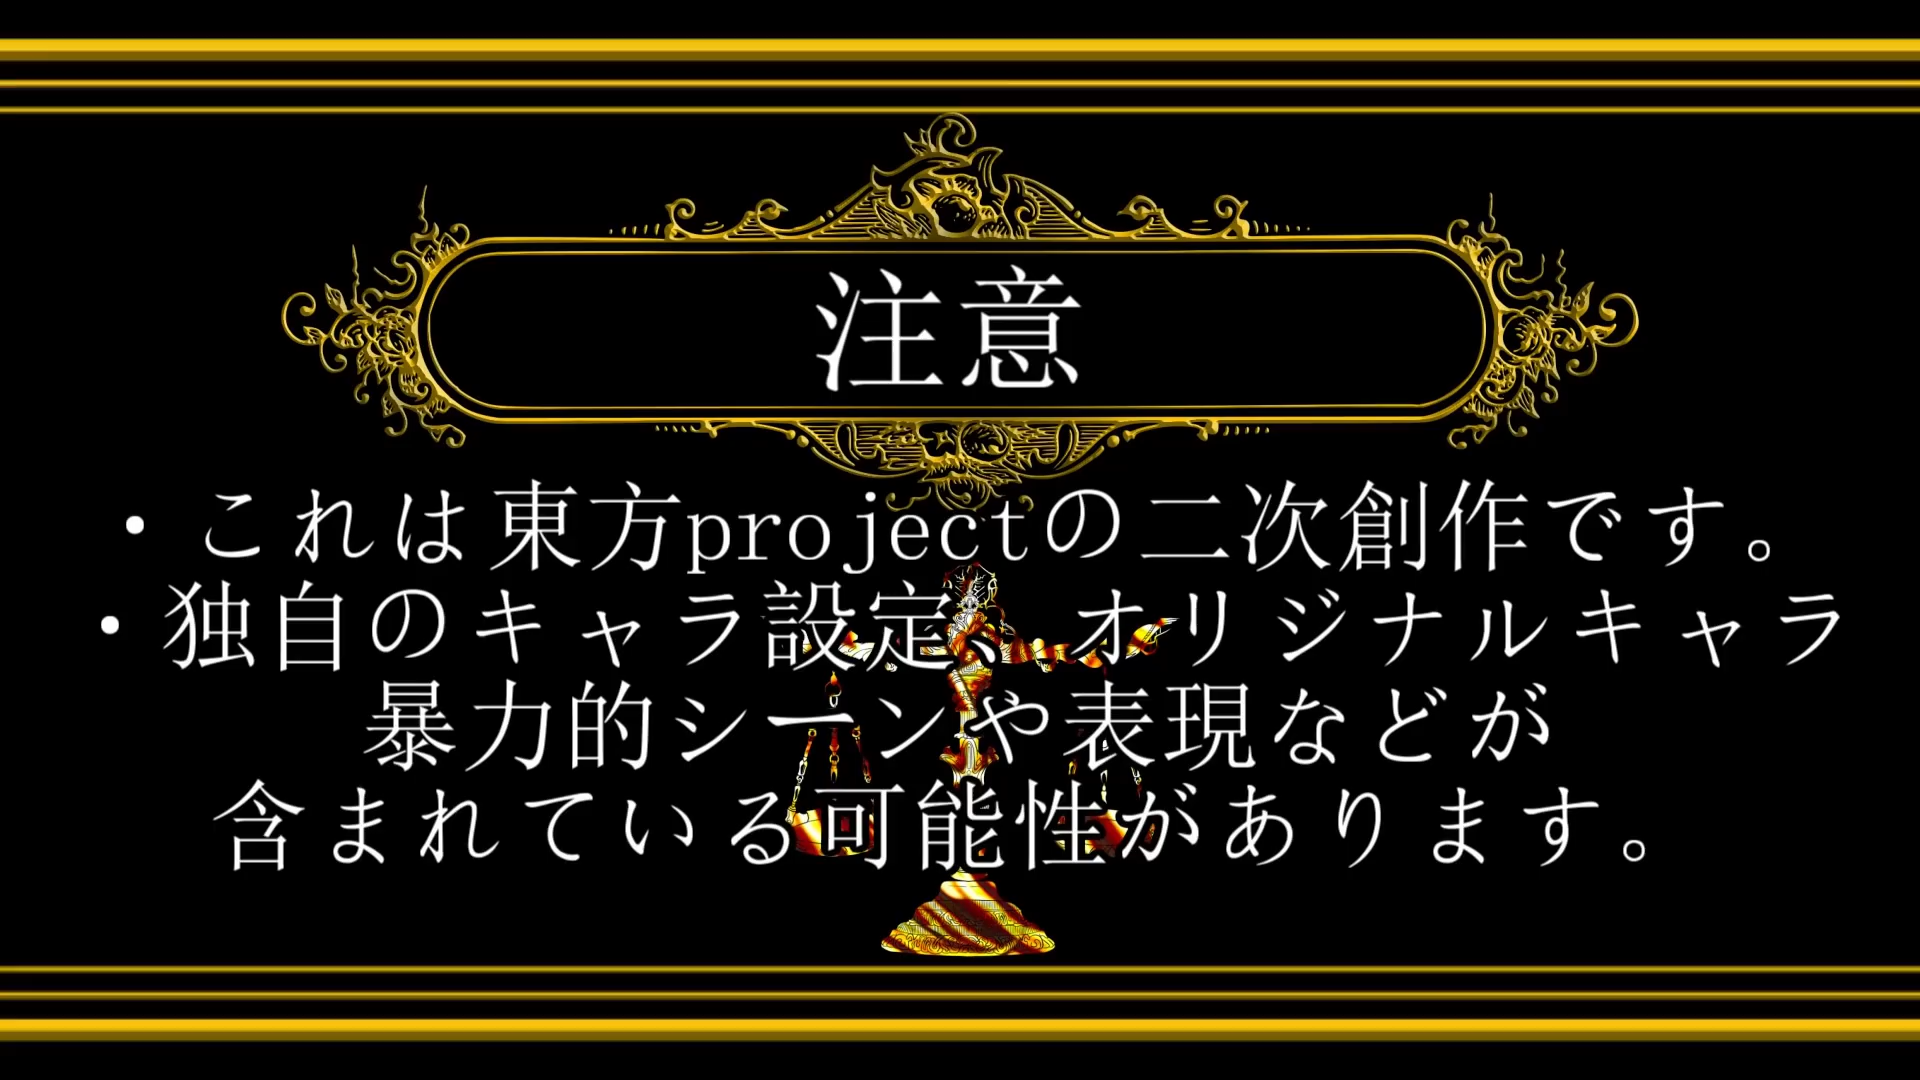 注意
・これは東方projectの二次創作です。
・独自のキャラ設定、オリジナルキャラ
暴力的シーンや表現などが
含まれている可能性があります。